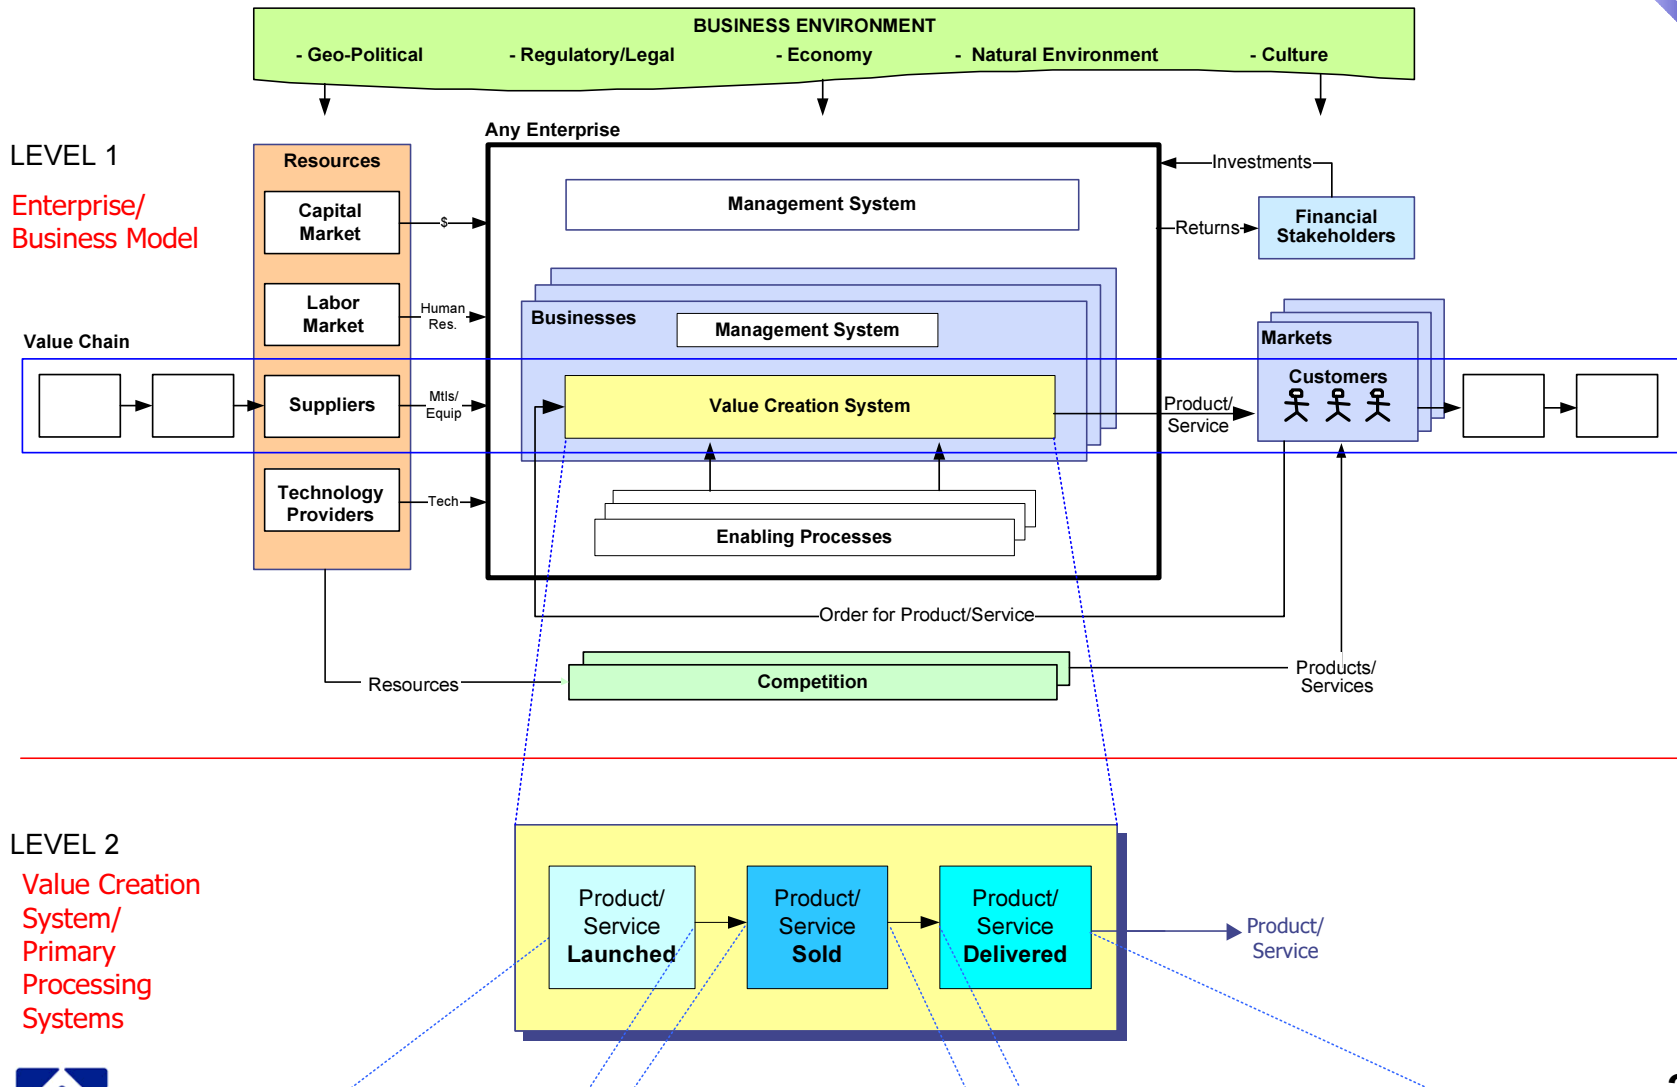 BUSINESS ENVIRONMENT
- Geo-Political
- Regulatory/Legal
- Economy
- Natural Environment
- Culture
LEVEL 1
Enterprise/
Business Model
Resources
Capital
Market
$
Labor
Market
Human
Res.
Suppliers
Mtls/
Equip
Technology
Providers
Tech
Any Enterprise
Management System
Businesses
Management System
Value Creation System
Enabling Processes
Investments
Returns
Financial
Stakeholders
Value Chain
Product/
Service
Markets
Customers
Order for Product/Service
Resources
Competition
Products/
Services
LEVEL 2
Value Creation
System/
Primary
Processing
Systems
Product/
Service
Launched
Product/
Service
Sold
Product/
Service
Delivered
Product/
Service